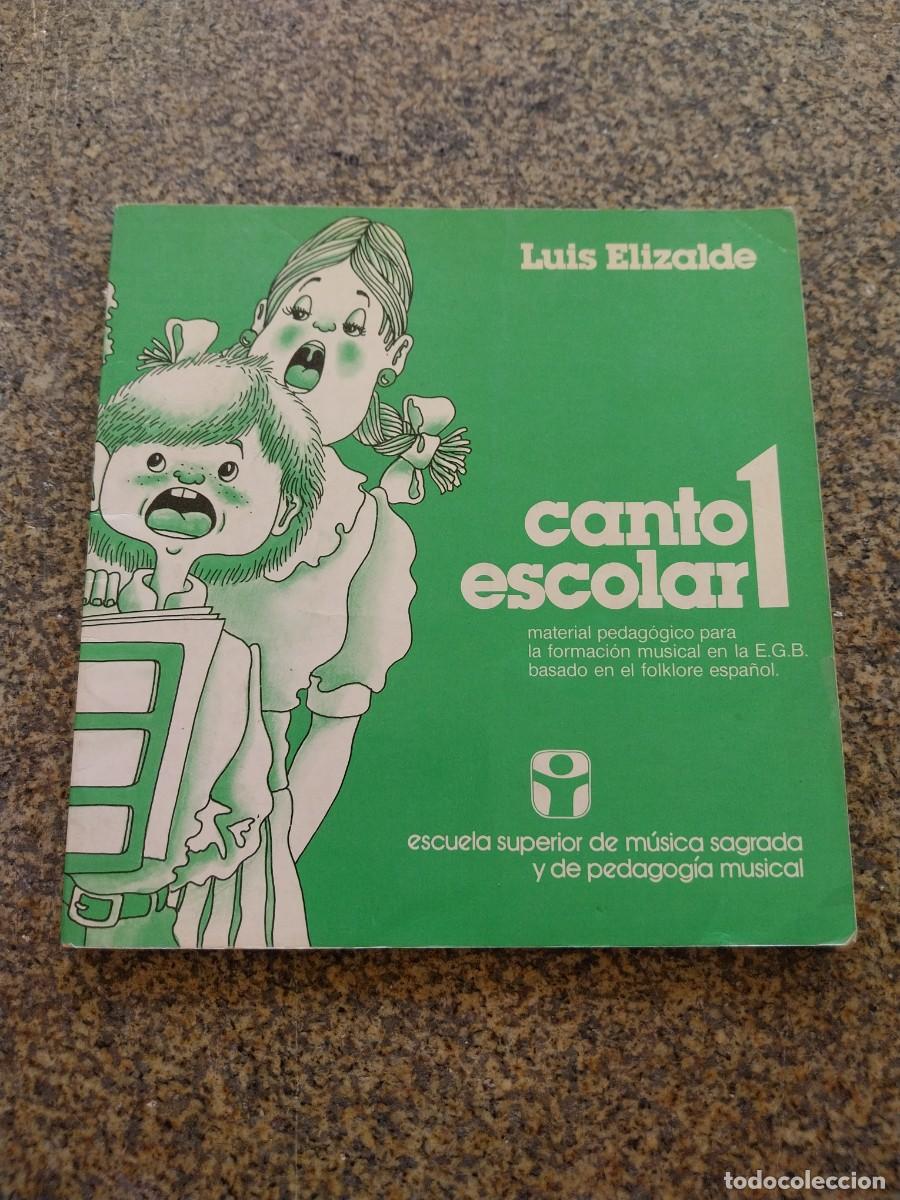 Luis Elizalde
canto 1
escolar
material pedagógico para
la formación musical en la E.G.B.
basado en el folklore español.
escuela superior de música sagrada
y de pedagogía musical
todocoleccion